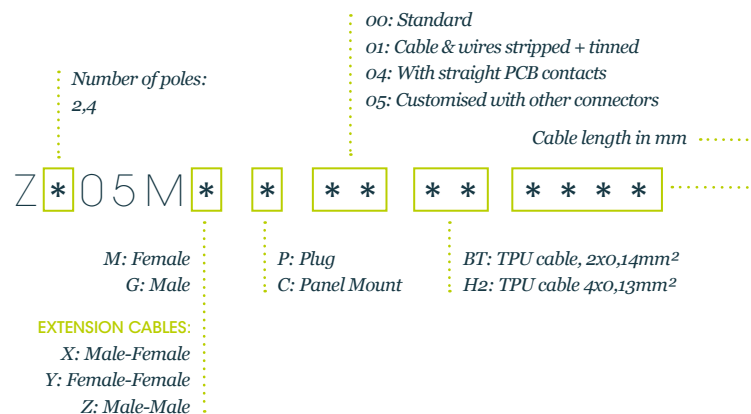 00: Standard
01: Cable & wires stripped + tinned
04: With straight PCB contacts
05: Customised with other connectors
Number of poles:
2,4
Cable length in mm
Z*05M* * ** ** ****
M: Female
G: Male
P: Plug
C: Panel Mount
BT: TPU cable, 2x0,14mm²
H2: TPU cable 4x0,13mm²
EXTENSION CABLES:
X: Male-Female
Y: Female-Female
Z: Male-Male